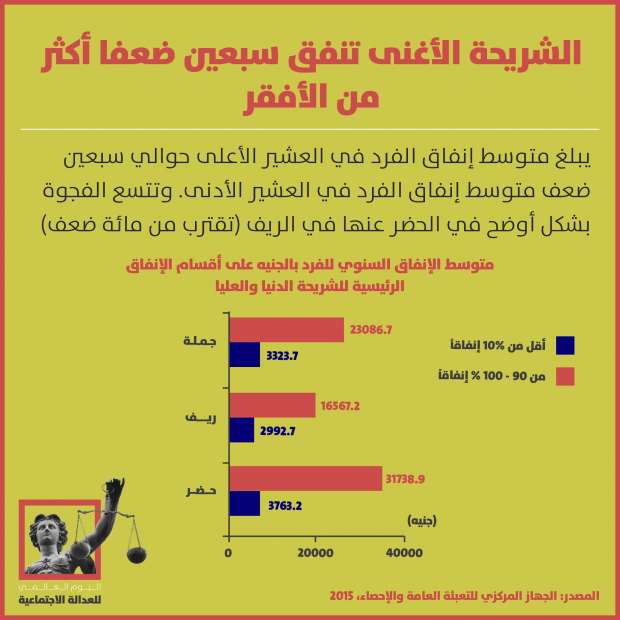 الشريحة الأغنى تنفق سبعين ضعفا أكثر
من الأفقر
يبلغ متوسط إنفاق الفرد في العشير الأعلى حوالي سبعين
ضعف متوسط إنفاق الفرد في العشير الأدنى. وتتسع الفجوة
بشكل أوضح في الحضر عنها في الريف (تقترب من مائة ضعف)
متوسط الإنفاق السنوي للفرد بالجنيه على أقسام الإنفاق
الرئيسية للشريحة الدنيا والعليا
أقل من 10% إنفاقاً
من 90 - 100 % إنفاقاً
جملة
23086.7
3323.7
ريف
16567.2
2992.7
حضر
31738.9
3763.2
(جنيه)
0 20000 40000
اليوم العالمي
للعدالة الاجتماعية
المصدر: الجهاز المركزي للتعبئة العامة والإحصاء، 2015